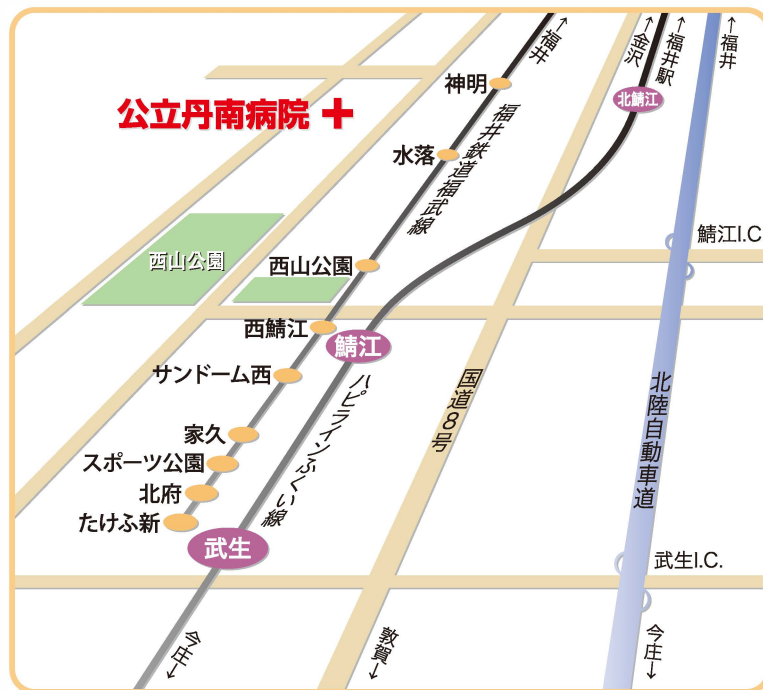 ←福井
←金沢
←福井駅
←福井
神明
北鯖江
公立丹南病院
福井鉄道福武線
水落
鯖江I.C
西山公園
西山公園
西鯖江
鯖江
サンドーム西
ハピラインふくい線
国道8号
北陸自動車道
家久
スポーツ公園
北府
たけふ新
武生
武生I.C.
今庄→
敦賀→
今庄→